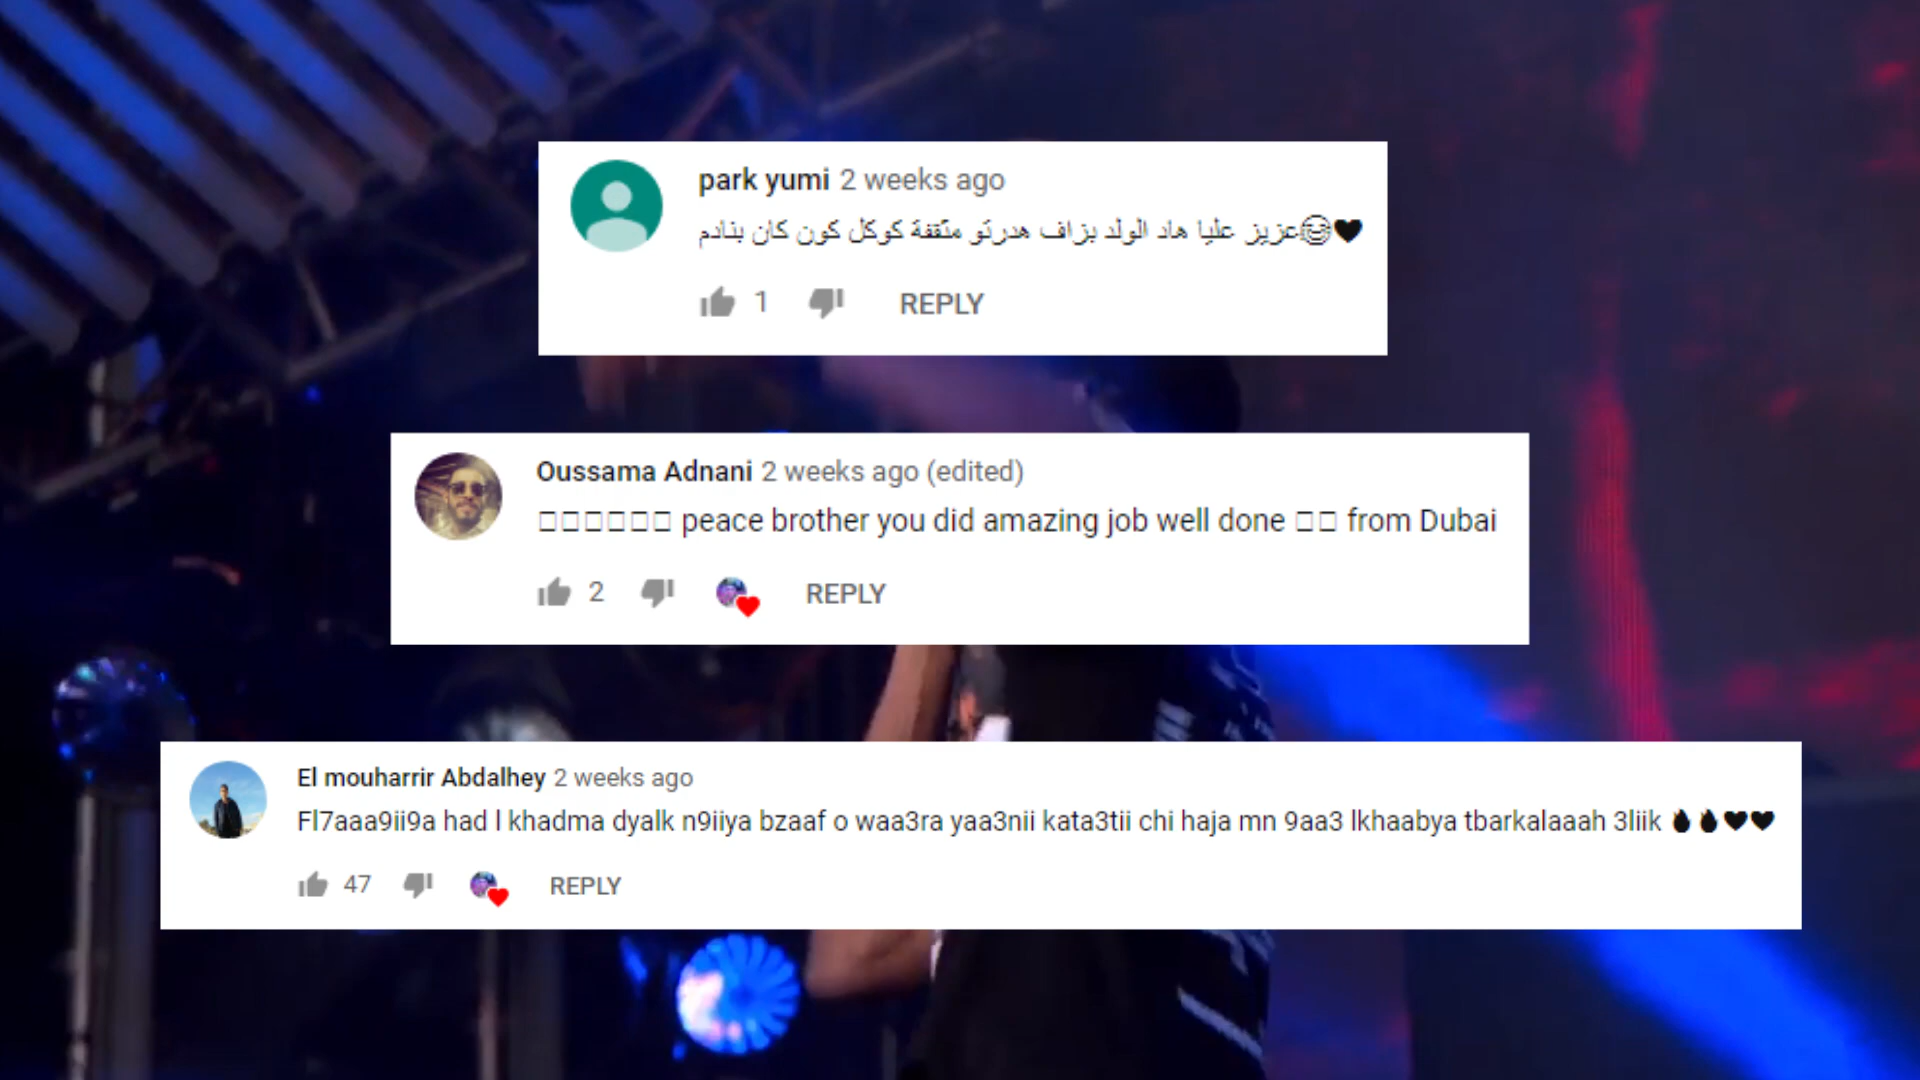 park yumi 2 weeks ago
عزيز عليا هاد الولد بزاف هدرتو متقفة كوكل كون كان بنادم😂🖤
1 REPLY
Oussama Adnani 2 weeks ago (edited)
□□□□□□ peace brother you did amazing job well done □□ from Dubai
2 REPLY
El mouharrir Abdalhey 2 weeks ago
Fl7aaa9ii9a had l khadma dyalk n9iiya bzaaf o waa3ra yaa3nii kata3tii chi haja mn 9aa3 lkhaabya tbarkalaaah 3liik 🔥🔥🖤🖤
47 REPLY